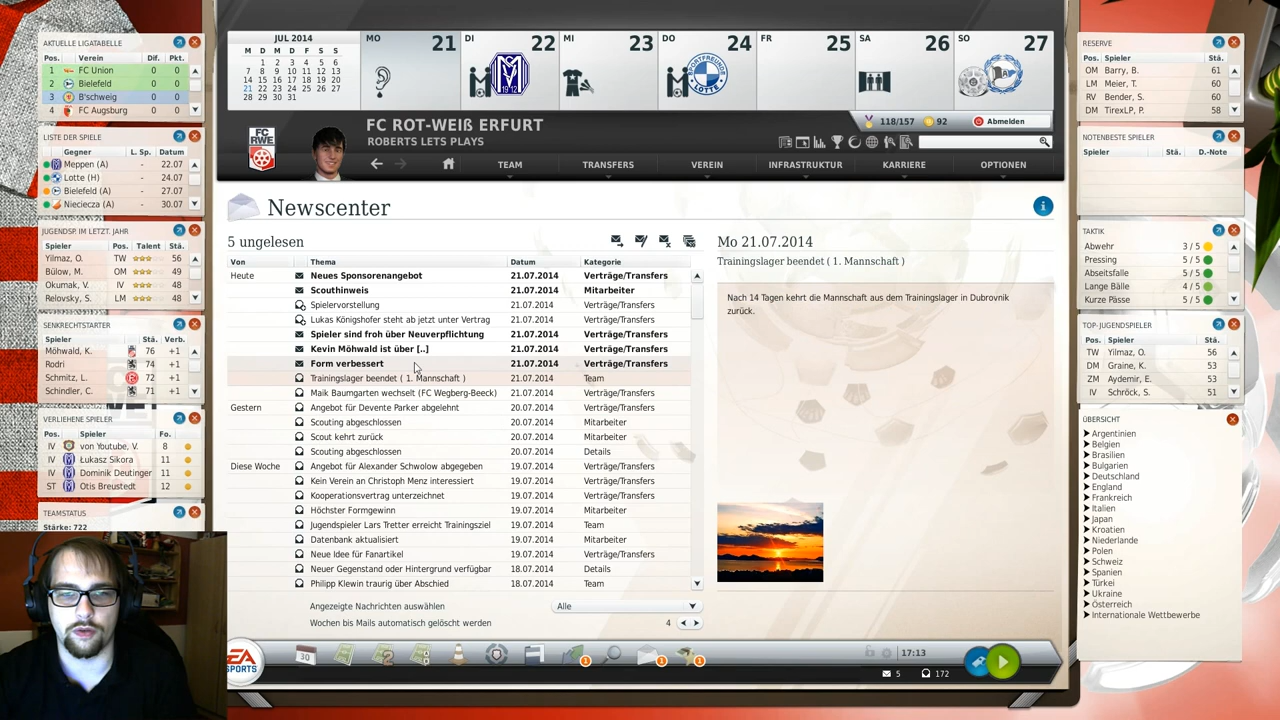 AKTUELLE LIGATABELLE
Pos. Verein Dif. Pkt.
1 FC Union 0 0
2 Bielefeld 0 0
3 B'schweig 0 0
4 FC Augsburg 0 0
LISTE DER SPIELE
Gegner L. Sp. Datum
Meppen (A) - 22.07
Lotte (H) - 24.07
Bielefeld (A) - 27.07
Nieciecza (A) - 30.07
JUGENDSP. IM LETZT. JAHR
Spieler Pos. Talent Stä.
Yilmaz, O. TW 56
Bülow, M. OM 49
Okumak, V. IV 48
Relovsky, S. LM 48
SENKRECHTSTARTER
Spieler Stä. Verb.
Möhwald, K. 76 +1
Rodri 74 +1
Schmitz, L. 72 +1
Schindler, C. 71 +1
VERLIEHENE SPIELER
Pos. Spieler Fo.
IV von Youtube, V. 8
IV Łukasz Sikora 11
IV Dominik Deutinger 11
ST Otis Breustedt 12
TEAMSTATUS
Stärke: 722
JUL 2014
M D M D F S S
1 2 3 4 5 6
7 8 9 10 11 12 13
14 15 16 17 18 19 20
21 22 23 24 25 26 27
28 29 30 31
MO 21
DI 22
MI 23
DO 24
FR 25
SA 26
SO 27
FC RWE
FC ROT-WEIß ERFURT
ROBERTS LETS PLAYS
118/157 92 Abmelden
TEAM TRANSFERS VEREIN INFRASTRUKTUR KARRIERE OPTIONEN
Newscenter
5 ungelesen
Von Thema Datum Kategorie
Heute Neues Sponsorenangebot 21.07.2014 Verträge/Transfers
Scouthinweis 21.07.2014 Mitarbeiter
Spielervorstellung 21.07.2014 Verträge/Transfers
Lukas Königshofer steht ab jetzt unter Vertrag 21.07.2014 Verträge/Transfers
Spieler sind froh über Neuverpflichtung 21.07.2014 Verträge/Transfers
Kevin Möhwald ist über [..] 21.07.2014 Verträge/Transfers
Form verbessert 21.07.2014 Verträge/Transfers
Trainingslager beendet ( 1. Mannschaft ) 21.07.2014 Team
Maik Baumgarten wechselt (FC Wegberg-Beeck) 21.07.2014 Verträge/Transfers
Gestern Angebot für Devente Parker abgelehnt 20.07.2014 Verträge/Transfers
Scouting abgeschlossen 20.07.2014 Mitarbeiter
Scout kehrt zurück 20.07.2014 Mitarbeiter
Scouting abgeschlossen 20.07.2014 Details
Diese Woche Angebot für Alexander Schwolow abgegeben 19.07.2014 Verträge/Transfers
Kein Verein an Christoph Menz interessiert 19.07.2014 Verträge/Transfers
Kooperationsvertrag unterzeichnet 19.07.2014 Verträge/Transfers
Höchster Formgewinn 19.07.2014 Mitarbeiter
Jugendspieler Lars Tretter erreicht Trainingsziel 19.07.2014 Team
Datenbank aktualisiert 19.07.2014 Mitarbeiter
Neue Idee für Fanartikel 19.07.2014 Verträge/Transfers
Neuer Gegenstand oder Hintergrund verfügbar 18.07.2014 Details
Philipp Klewin traurig über Abschied 18.07.2014 Team
Angezeigte Nachrichten auswählen Alle
Wochen bis Mails automatisch gelöscht werden 4
Mo 21.07.2014
Trainingslager beendet ( 1. Mannschaft )
Nach 14 Tagen kehrt die Mannschaft aus dem Trainingslager in Dubrovnik
zurück.
EA SPORTS
30
1 1 1
17:13
5 172
RESERVE
Pos. Spieler Stä.
OM Barry, B. 61
LM Meier, T. 60
RV Bender, S. 60
DM TirexLP, P. 58
NOTENBESTE SPIELER
Spieler Stä. D.-Note
TAKTIK
Abwehr 3 / 5
Pressing 5 / 5
Abseitsfalle 5 / 5
Lange Bälle 4 / 5
Kurze Pässe 5 / 5
TOP-JUGENDSPIELER
TW Yilmaz, O. 56
DM Graine, K. 53
ZM Aydemir, E. 53
IV Schröck, S. 51
ÜBERSICHT
Argentinien
Belgien
Brasilien
Bulgarien
Deutschland
England
Frankreich
Italien
Japan
Kroatien
Niederlande
Polen
Schweiz
Spanien
Türkei
Ukraine
Österreich
Internationale Wettbewerbe